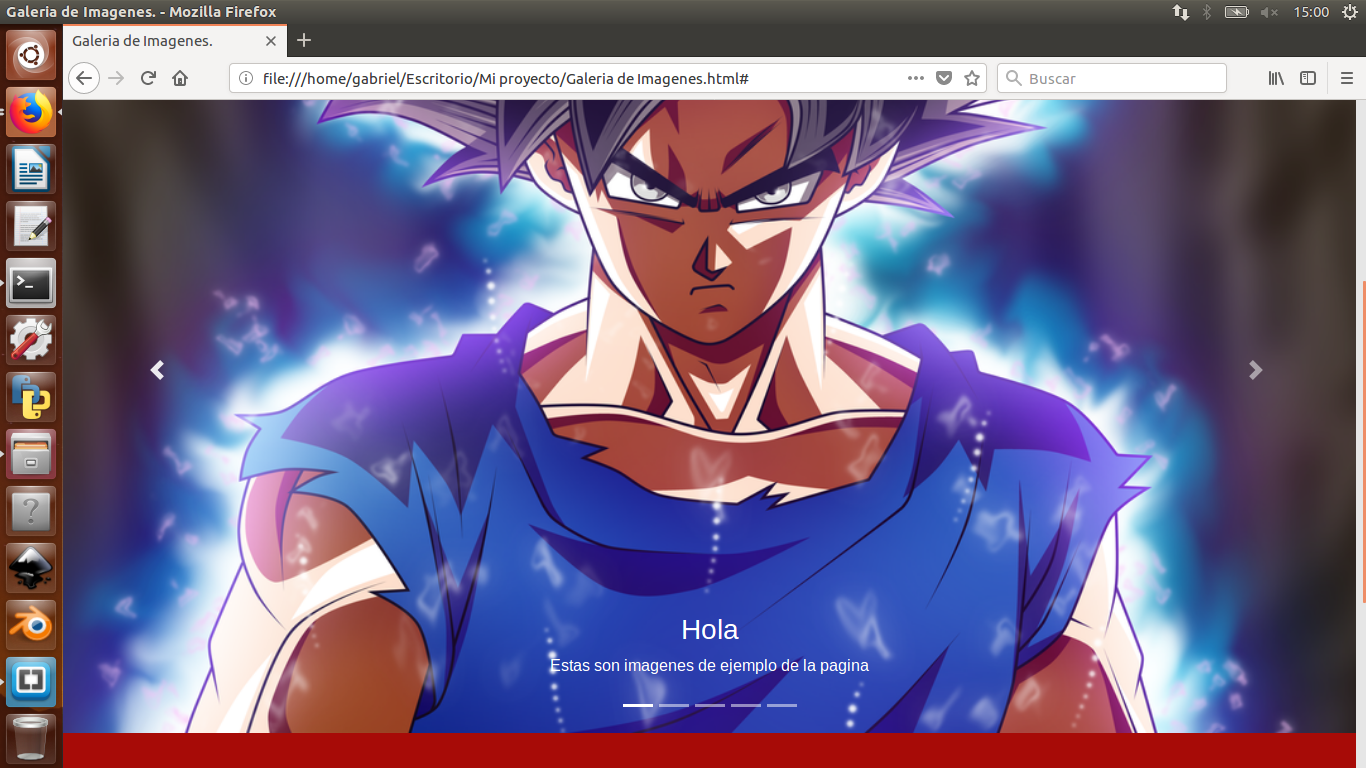 Galeria de Imagenes. - Mozilla Firefox
15:00
Galeria de Imagenes.
file:///home/gabriel/Escritorio/Mi proyecto/Galeria de Imagenes.html#
Buscar
Hola
Estas son imagenes de ejemplo de la pagina